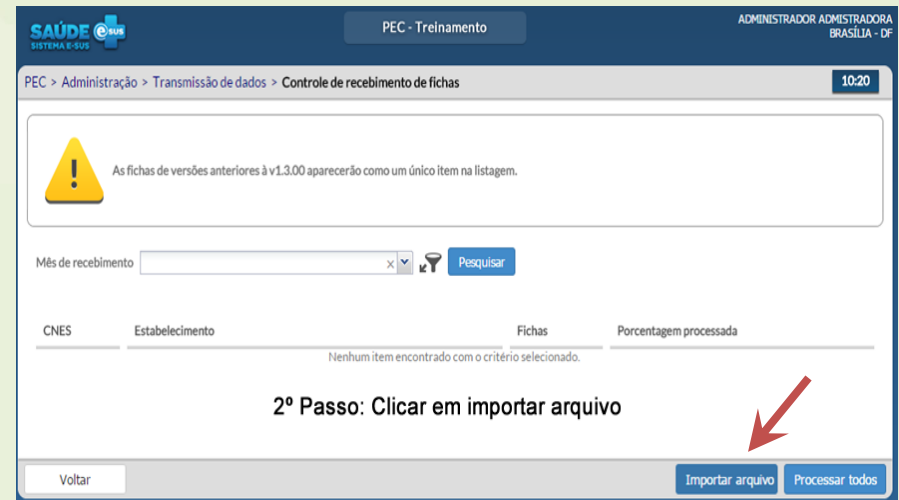 SAÚDE e-SUS
SISTEMA E-SUS
PEC - Treinamento
ADMINISTRADOR ADMISTRADORA
BRASÍLIA - DF
PEC > Administração > Transmissão de dados > Controle de recebimento de fichas
10:20
As fichas de versões anteriores à v1.3.00 aparecerão como um único item na listagem.
Mês de recebimento
Pesquisar
CNES Estabelecimento Fichas Porcentagem processada
Nenhum item encontrado com o critério selecionado.
2º Passo: Clicar em importar arquivo
Voltar
Importar arquivo
Processar todos